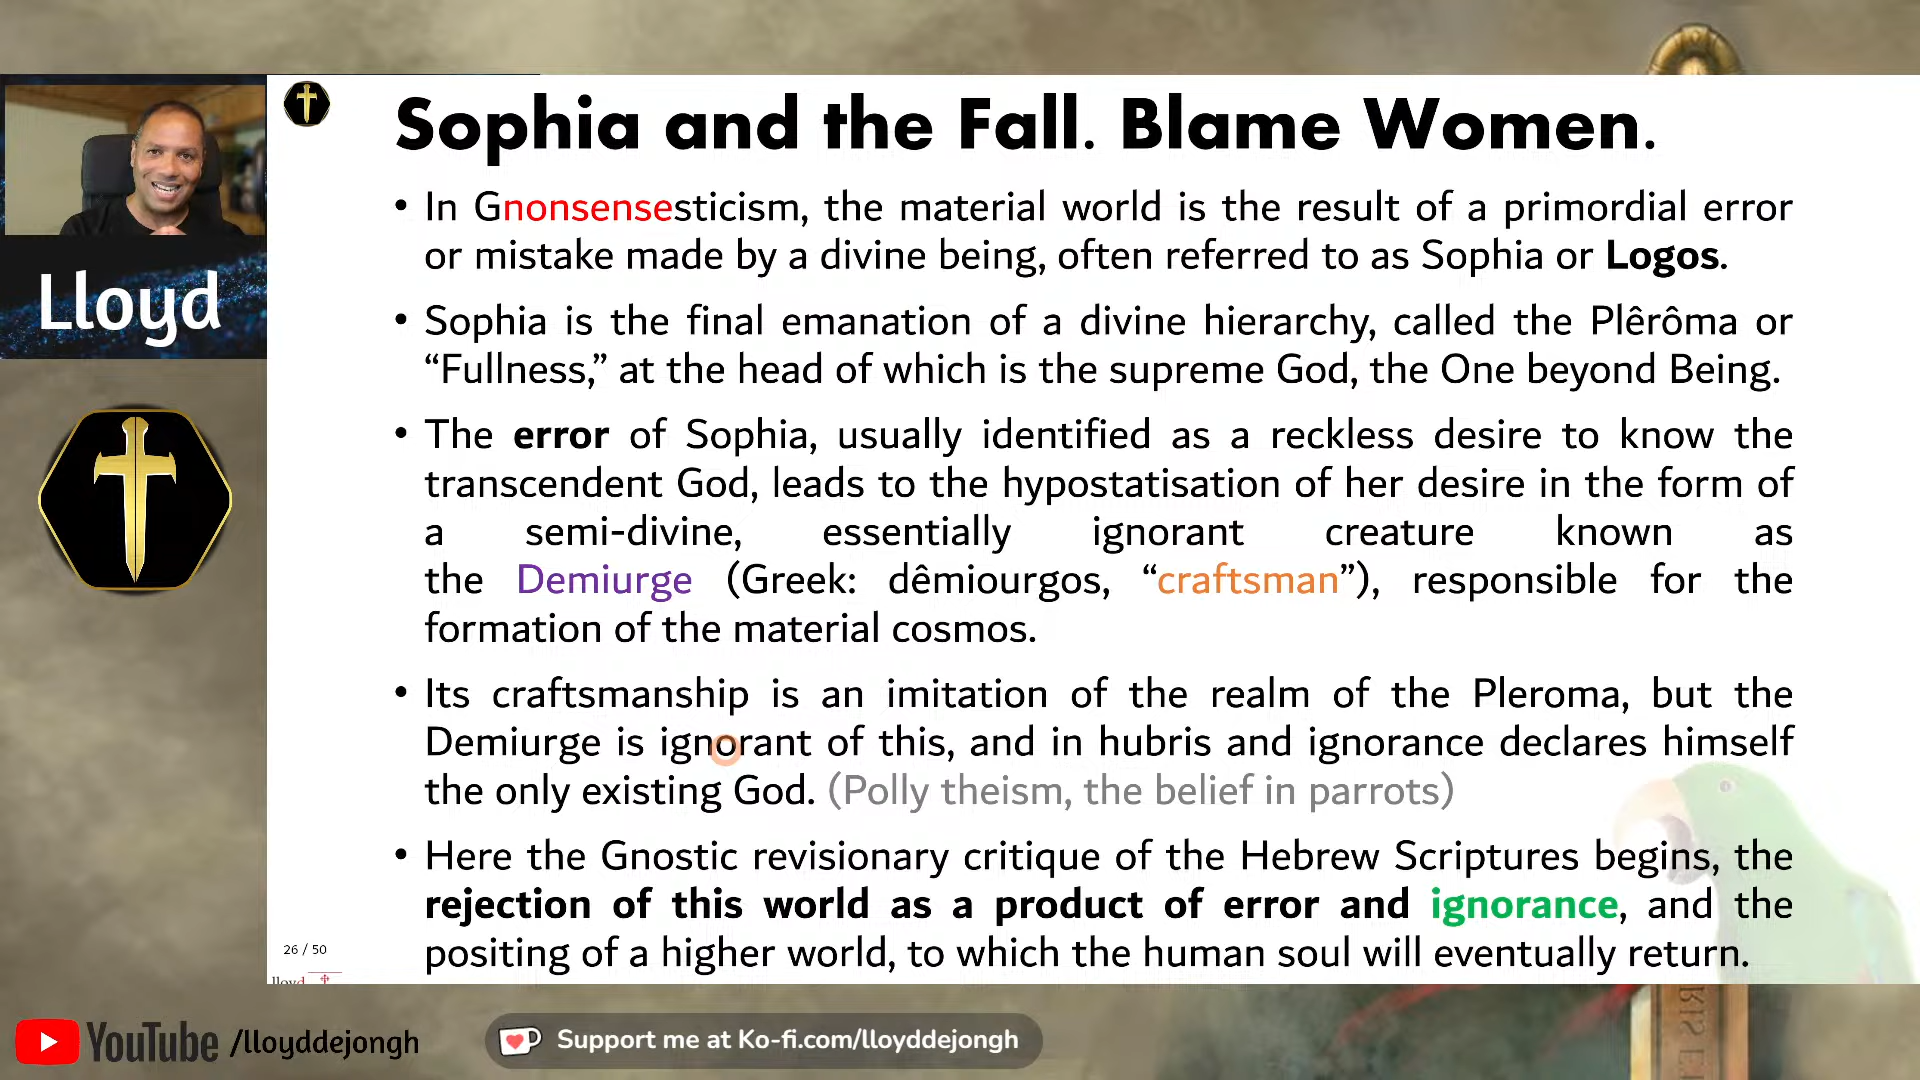 Sophia and the Fall. Blame Women.
• In Gnonsensesticism, the material world is the result of a primordial error
or mistake made by a divine being, often referred to as Sophia or Logos.
• Sophia is the final emanation of a divine hierarchy, called the Plêrôma or
“Fullness,” at the head of which is the supreme God, the One beyond Being.
• The error of Sophia, usually identified as a reckless desire to know the
transcendent God, leads to the hypostatisation of her desire in the form of
a semi-divine, essentially ignorant creature known as
the Demiurge (Greek: dêmiourgos, “craftsman”), responsible for the
formation of the material cosmos.
• Its craftsmanship is an imitation of the realm of the Pleroma, but the
Demiurge is ignorant of this, and in hubris and ignorance declares himself
the only existing God. (Polly theism, the belief in parrots)
• Here the Gnostic revisionary critique of the Hebrew Scriptures begins, the
rejection of this world as a product of error and ignorance, and the
positing of a higher world, to which the human soul will eventually return.
26 / 50
Lloyd
YouTube /lloyddejongh
Support me at Ko-fi.com/lloyddejongh